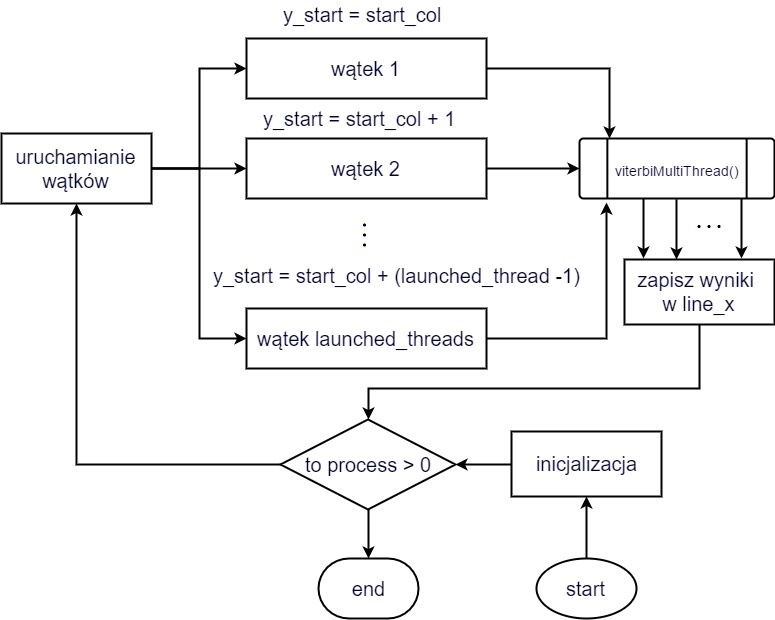 y_start = start_col
wątek 1
y_start = start_col + 1
uruchamianie
wątków
wątek 2
viterbiMultiThread()
⋮
...
y_start = start_col + (launched_thread -1)
zapisz wyniki
w line_x
wątek launched_threads
to process > 0
inicjalizacja
end
start